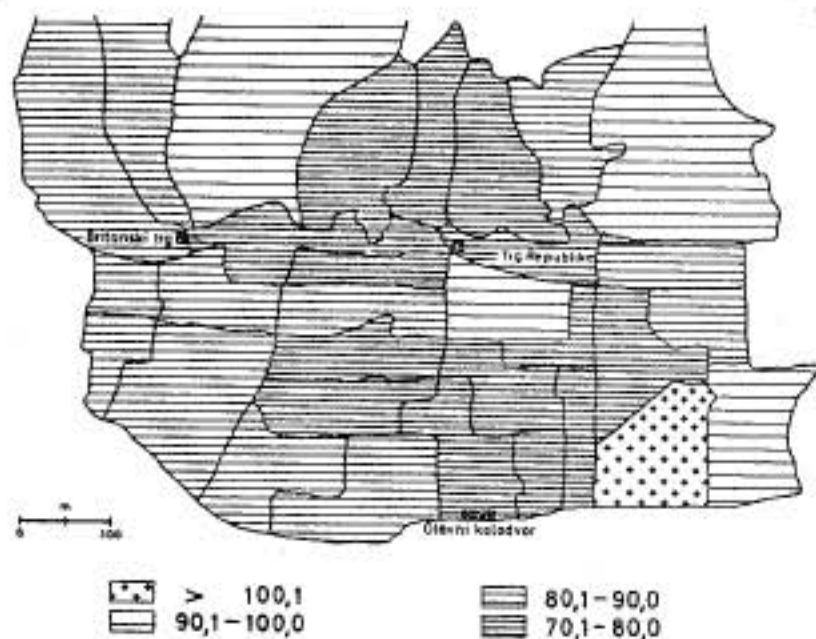 Britanski trg
Trg Republike
m
0 100
Glavni kolodvor
> 100,1
90,1–100,0
80,1–90,0
70,1–80,0